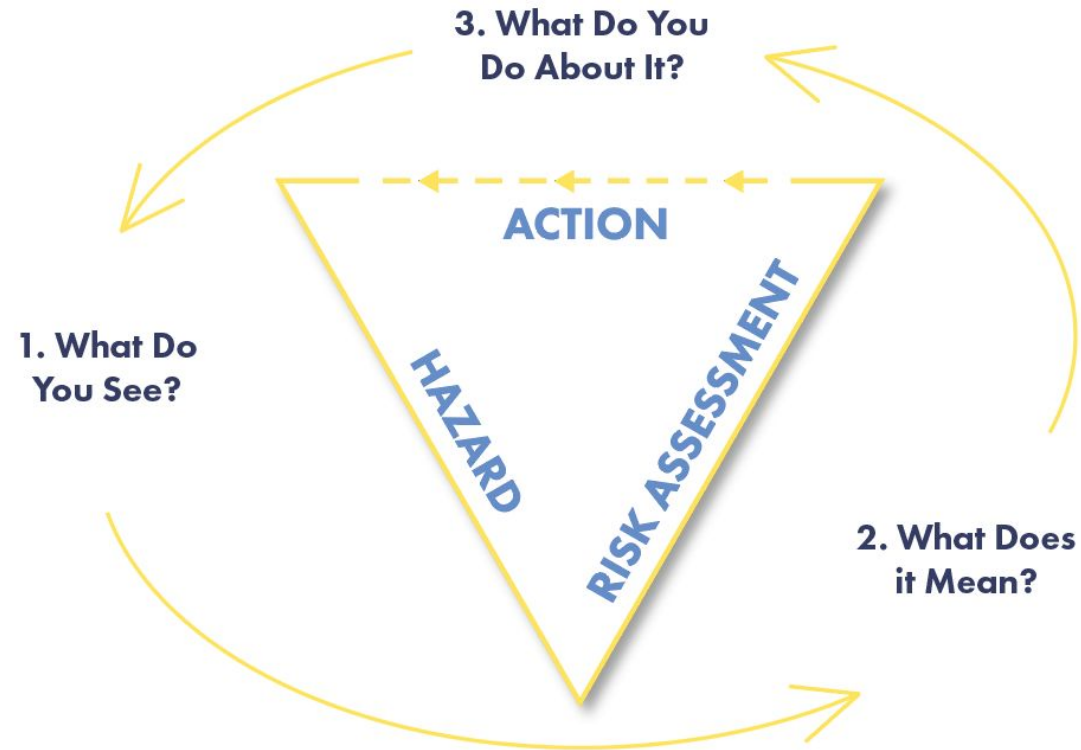 3. What Do You
Do About It?
ACTION
1. What Do
You See?
HAZARD
RISK ASSESSMENT
2. What Does
it Mean?